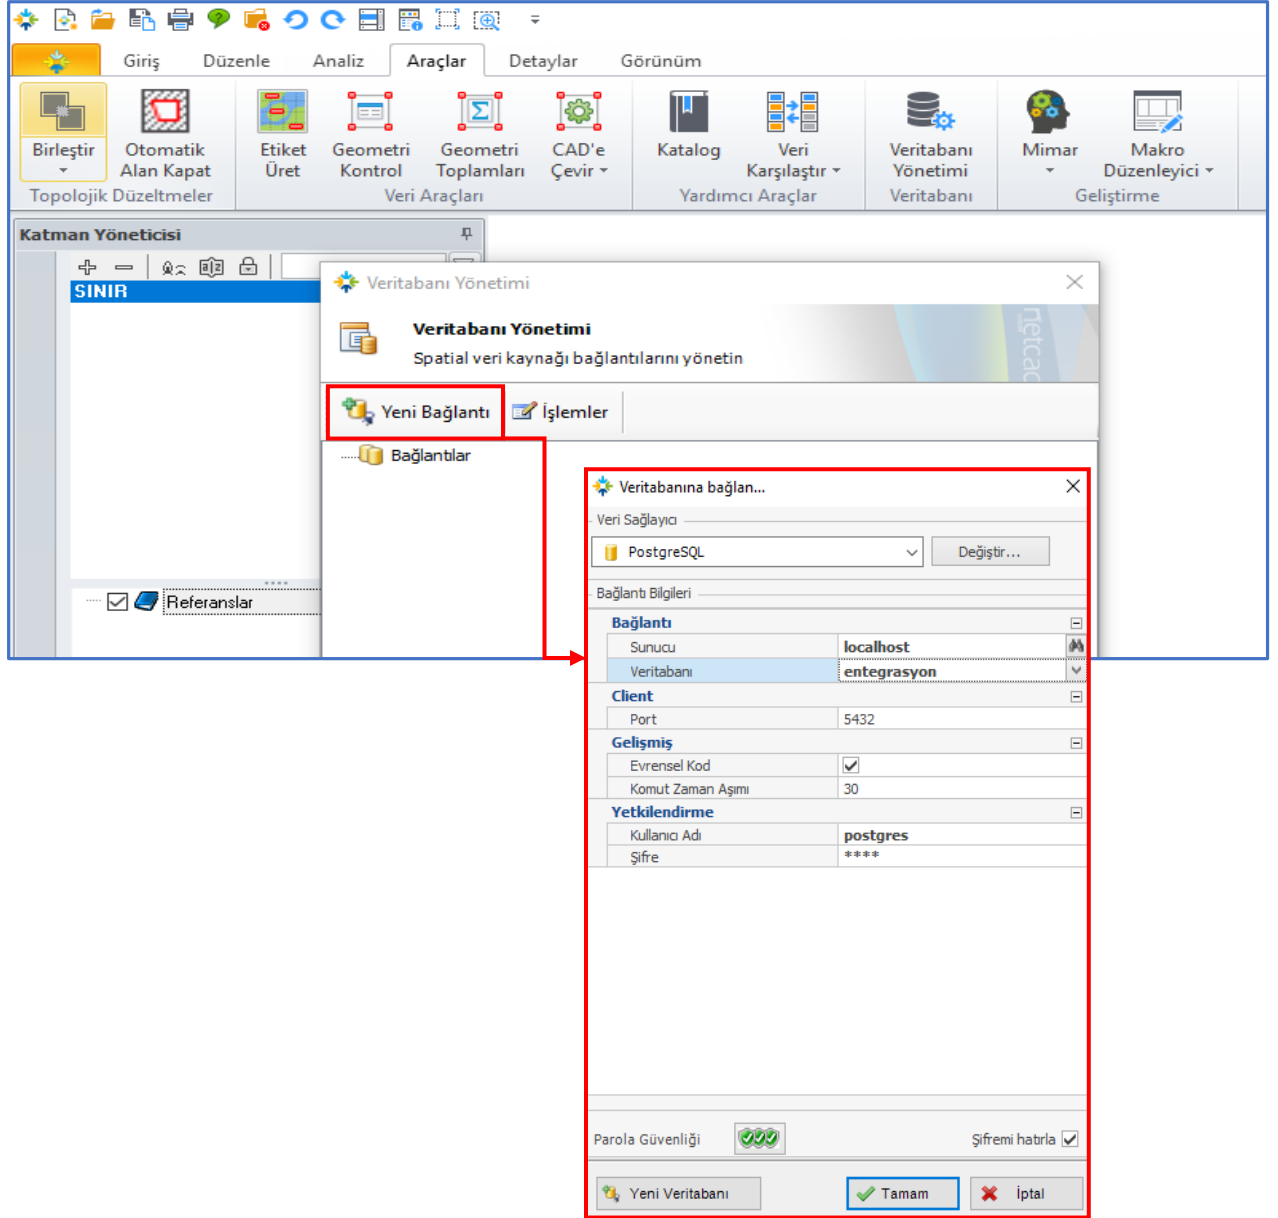 Giriş Düzenle Analiz Araçlar Detaylar Görünüm
Birleştir Otomatik Alan Kapat Etiket Üret Geometri Kontrol Geometri Toplamları CAD'e Çevir Katalog Veri Karşılaştır Veritabanı Yönetimi Mimar Makro Düzenleyici
Topolojik Düzeltmeler Veri Araçları Yardımcı Araçlar Veritabanı Geliştirme
Katman Yöneticisi
SINIR
Referanslar
Veritabanı Yönetimi
Veritabanı Yönetimi
Spatial veri kaynağı bağlantılarını yönetin
netcad
Yeni Bağlantı İşlemler
Bağlantılar
Veritabanına bağlan...
Veri Sağlayıcı
PostgreSQL Değiştir...
Bağlantı Bilgileri
Bağlantı
Sunucu localhost
Veritabanı entegrasyon
Client
Port 5432
Gelişmiş
Evrensel Kod
Komut Zaman Aşımı 30
Yetkilendirme
Kullanıcı Adı postgres
Şifre ****
Parola Güvenliği Şifremi hatırla
Yeni Veritabanı Tamam İptal